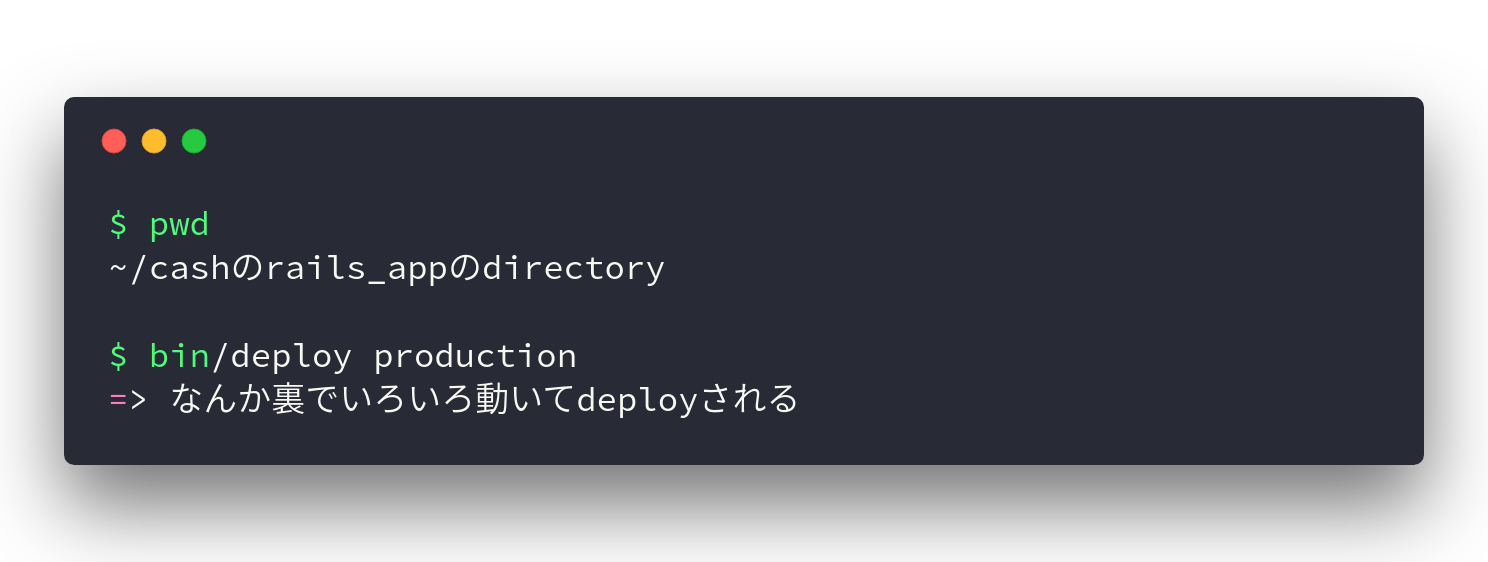 $ pwd
~/cashのrails_appのdirectory
$ bin/deploy production
=> なんか裏でいろいろ動いてdeployされる